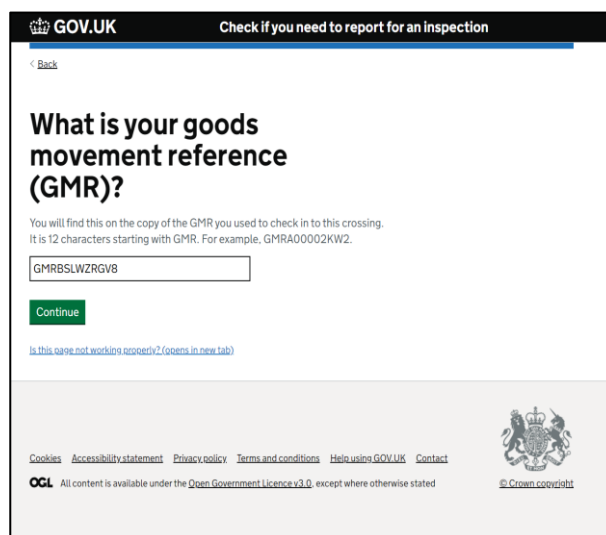 GOV.UK Check if you need to report for an inspection
< Back
What is your goods
movement reference
(GMR)?
You will find this on the copy of the GMR you used to check in to this crossing.
It is 12 characters starting with GMR. For example, GMRA00002KW2.
GMRBSLWZRGV8
Continue
Is this page not working properly? (opens in new tab)
Cookies Accessibility statement Privacy policy Terms and conditions Help using GOV.UK Contact
OGL All content is available under the Open Government Licence v3.0, except where otherwise stated
© Crown copyright